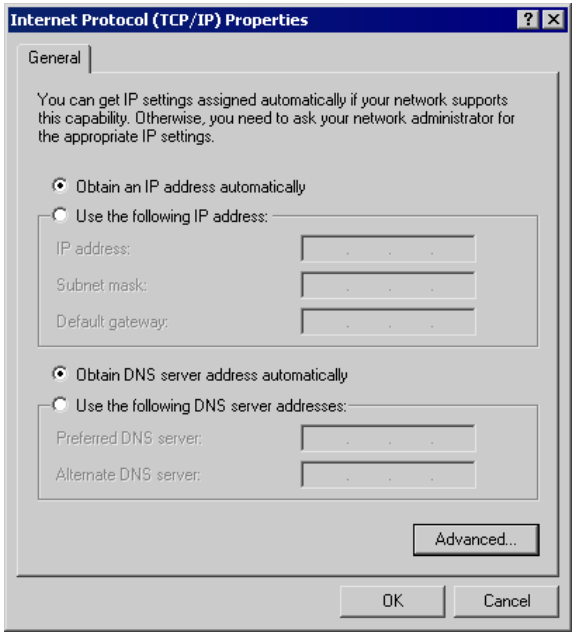 Internet Protocol (TCP/IP) Properties
General
You can get IP settings assigned automatically if your network supports
this capability. Otherwise, you need to ask your network administrator for
the appropriate IP settings.
Obtain an IP address automatically
Use the following IP address:
IP address:
Subnet mask:
Default gateway:
Obtain DNS server address automatically
Use the following DNS server addresses:
Preferred DNS server:
Alternate DNS server:
Advanced...
OK Cancel